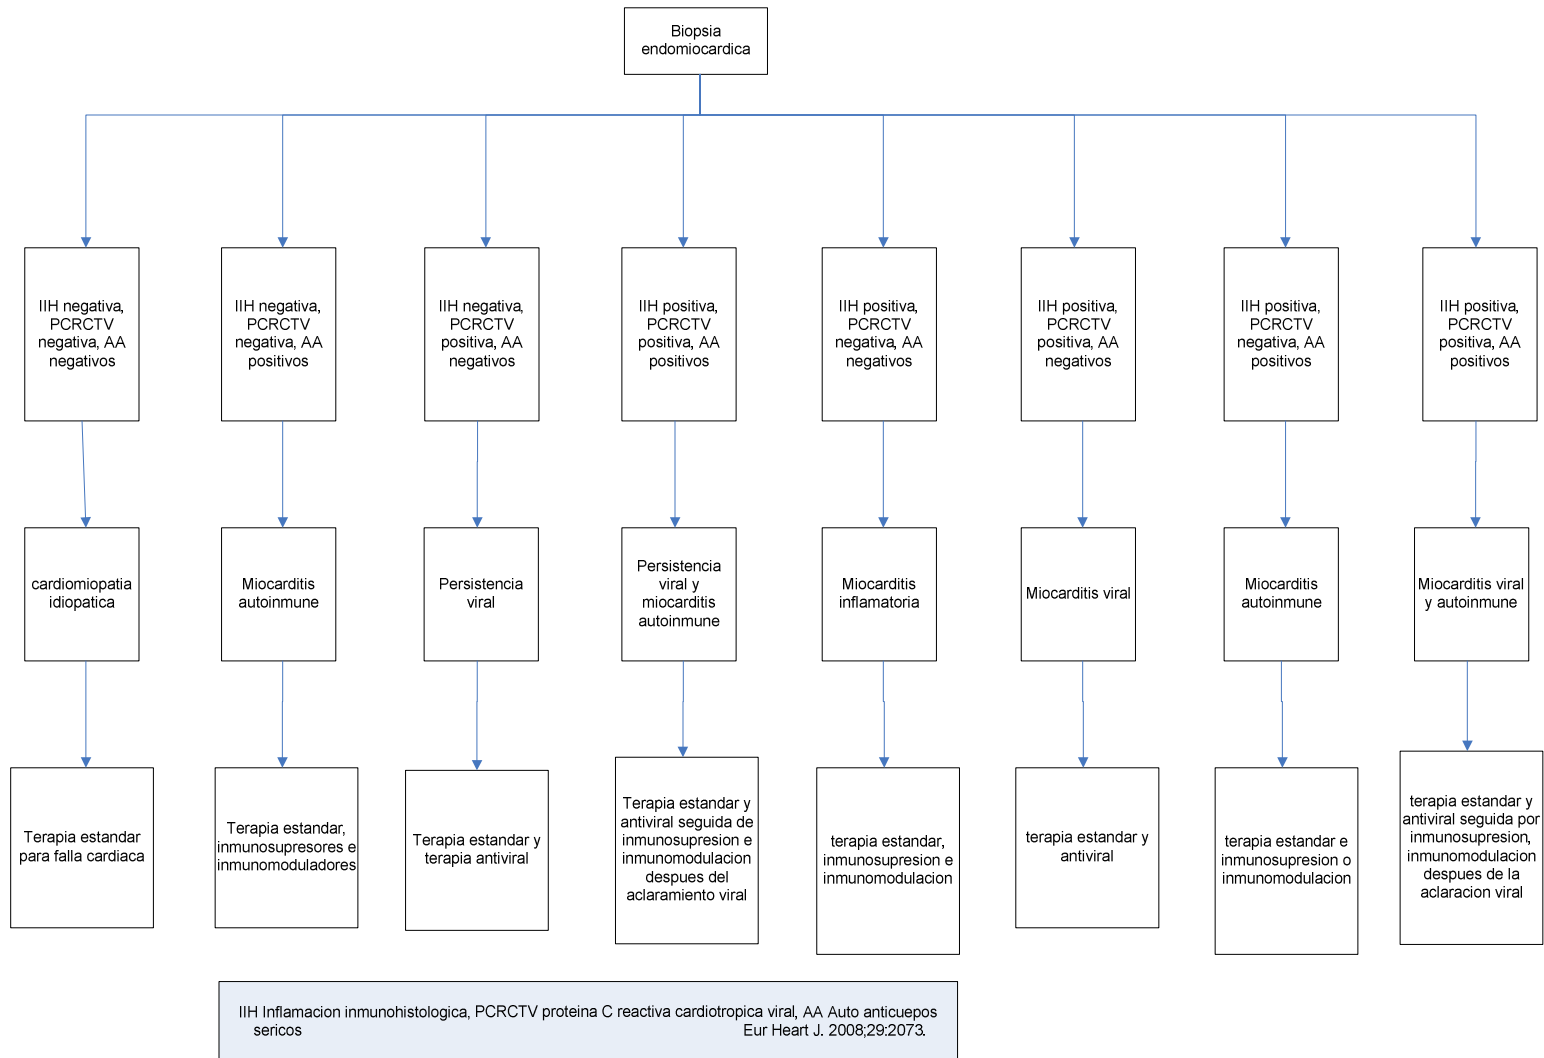 Biopsia
endomiocardica
IIH negativa,
PCRCTV
negativa, AA
negativos
IIH negativa,
PCRCTV
negativa, AA
positivos
IIH negativa,
PCRCTV
positiva, AA
negativos
IIH positiva,
PCRCTV
positiva, AA
positivos
IIH positiva,
PCRCTV
negativa, AA
negativos
IIH positiva,
PCRCTV
positiva, AA
negativos
IIH positiva,
PCRCTV
negativa, AA
positivos
IIH positiva,
PCRCTV
positiva, AA
positivos
cardiomiopatia
idiopatica
Miocarditis
autoinmune
Persistencia
viral
Persistencia
viral y
miocarditis
autoinmune
Miocarditis
inflamatoria
Miocarditis viral
Miocarditis
autoinmune
Miocarditis viral
y autoinmune
Terapia estandar
para falla cardiaca
Terapia estandar,
inmunosupresores e
inmunomoduladores
Terapia estandar y
terapia antiviral
Terapia estandar y
antiviral seguida de
inmunosupresion e
inmunomodulacion
despues del
aclaramiento viral
terapia estandar,
inmunosupresion e
inmunomodulacion
terapia estandar y
antiviral
terapia estandar e
inmunosupresion o
inmunomodulacion
terapia estandar y
antiviral seguida por
inmunosupresion,
inmunomodulacion
despues de la
aclaracion viral
IIH Inflamacion inmunohistologica, PCRCTV proteina C reactiva cardiotropica viral, AA Auto anticuepos
sericos Eur Heart J. 2008;29:2073.